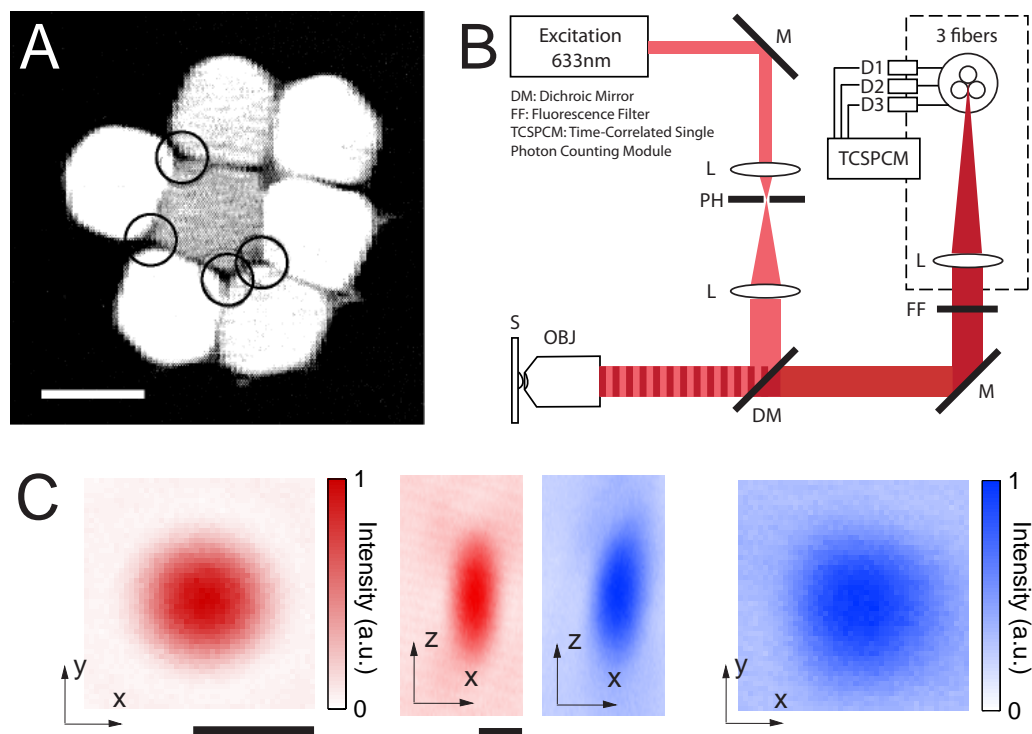 A
B
Excitation
633nm
M
3 fibers
D1
D2
D3
TCSPCM
DM: Dichroic Mirror
FF: Fluorescence Filter
TCSPCM: Time-Correlated Single
Photon Counting Module
L
PH
L
L
FF
S
OBJ
DM
M
C
y
x
1
Intensity (a.u.)
0
z
x
z
x
y
x
1
Intensity (a.u.)
0